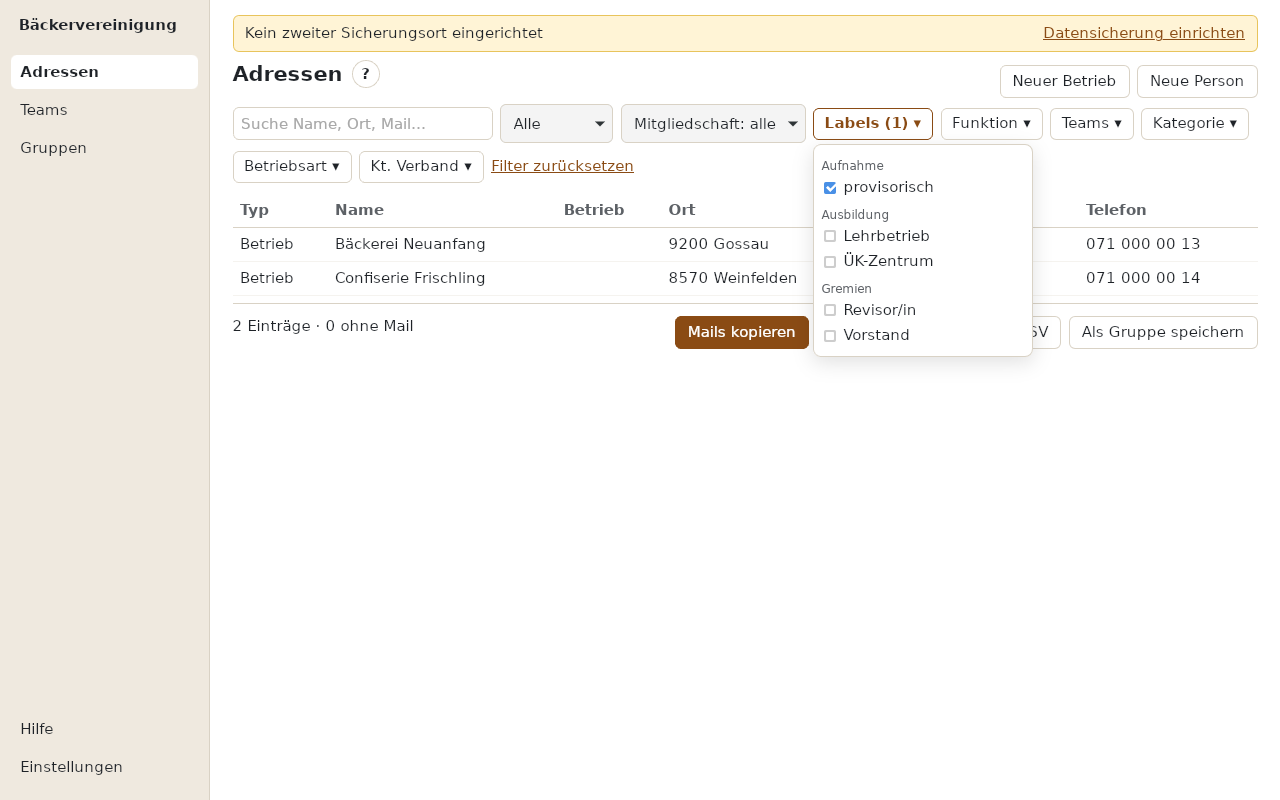 Bäckervereinigung
Adressen
Teams
Gruppen
Hilfe
Einstellungen
Kein zweiter Sicherungsort eingerichtet Datensicherung einrichten
Adressen ?
Neuer Betrieb Neue Person
Suche Name, Ort, Mail... Alle Mitgliedschaft: alle Labels (1) ▾ Funktion ▾ Teams ▾ Kategorie ▾
Betriebsart ▾ Kt. Verband ▾ Filter zurücksetzen
Aufnahme
provisorisch
Ausbildung
Lehrbetrieb
ÜK-Zentrum
Gremien
Revisor/in
Vorstand
Typ Name Betrieb Ort Telefon
Betrieb Bäckerei Neuanfang 9200 Gossau 071 000 00 13
Betrieb Confiserie Frischling 8570 Weinfelden 071 000 00 14
2 Einträge · 0 ohne Mail Mails kopieren SV Als Gruppe speichern